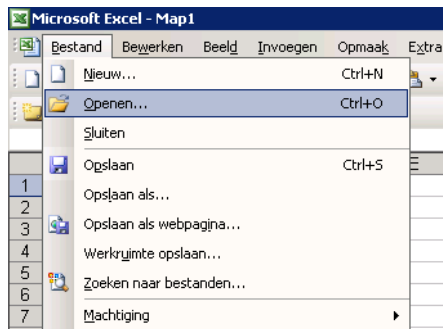 Microsoft Excel - Map1
Bestand Bewerken Beeld Invoegen Opmaak Extra
Nieuw... Ctrl+N
Openen... Ctrl+O
Sluiten
E
Opslaan Ctrl+S
1
Opslaan als...
2
3 Opslaan als webpagina...
4 Werkruimte opslaan...
5
Zoeken naar bestanden...
6
7 Machtiging